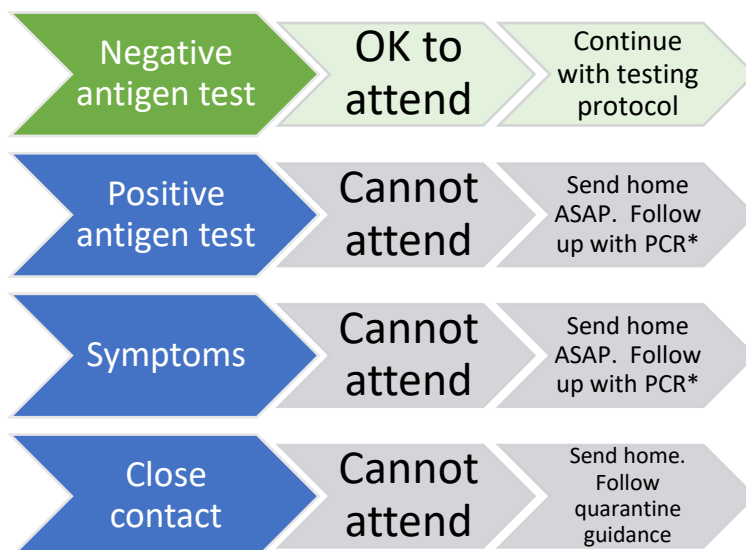 Negative
antigen test
OK to
attend
Continue
with testing
protocol
Positive
antigen test
Cannot
attend
Send home
ASAP.  Follow
up with PCR*
Symptoms
Cannot
attend
Send home
ASAP.  Follow
up with PCR*
Close
contact
Cannot
attend
Send home.
Follow
quarantine
guidance